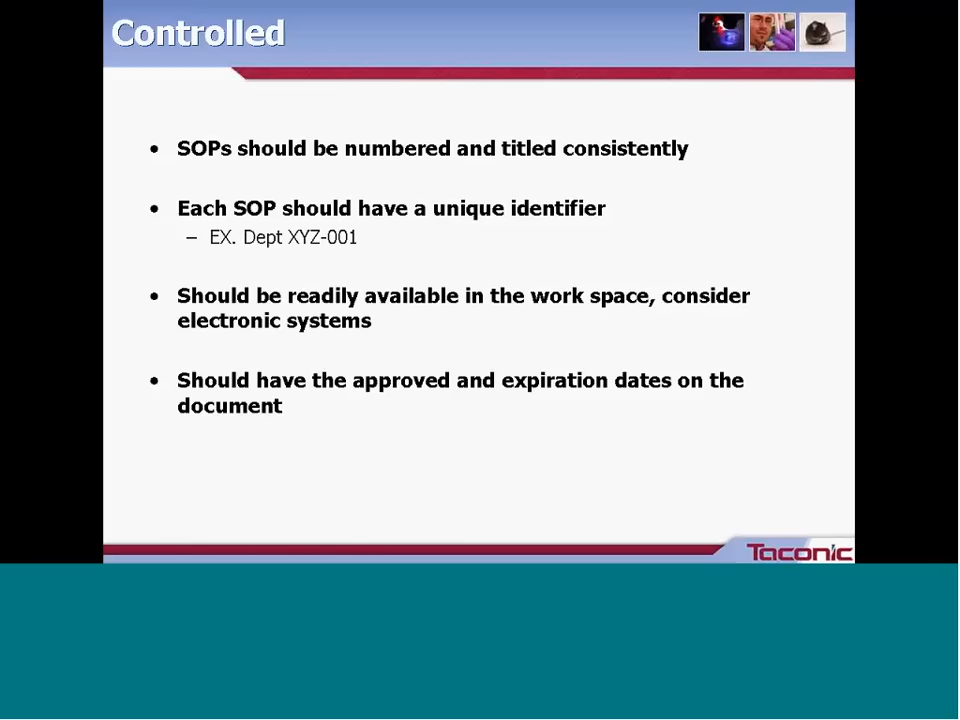 Controlled
• SOPs should be numbered and titled consistently
• Each SOP should have a unique identifier
– EX. Dept XYZ-001
• Should be readily available in the work space, consider
electronic systems
• Should have the approved and expiration dates on the
document
Taconic